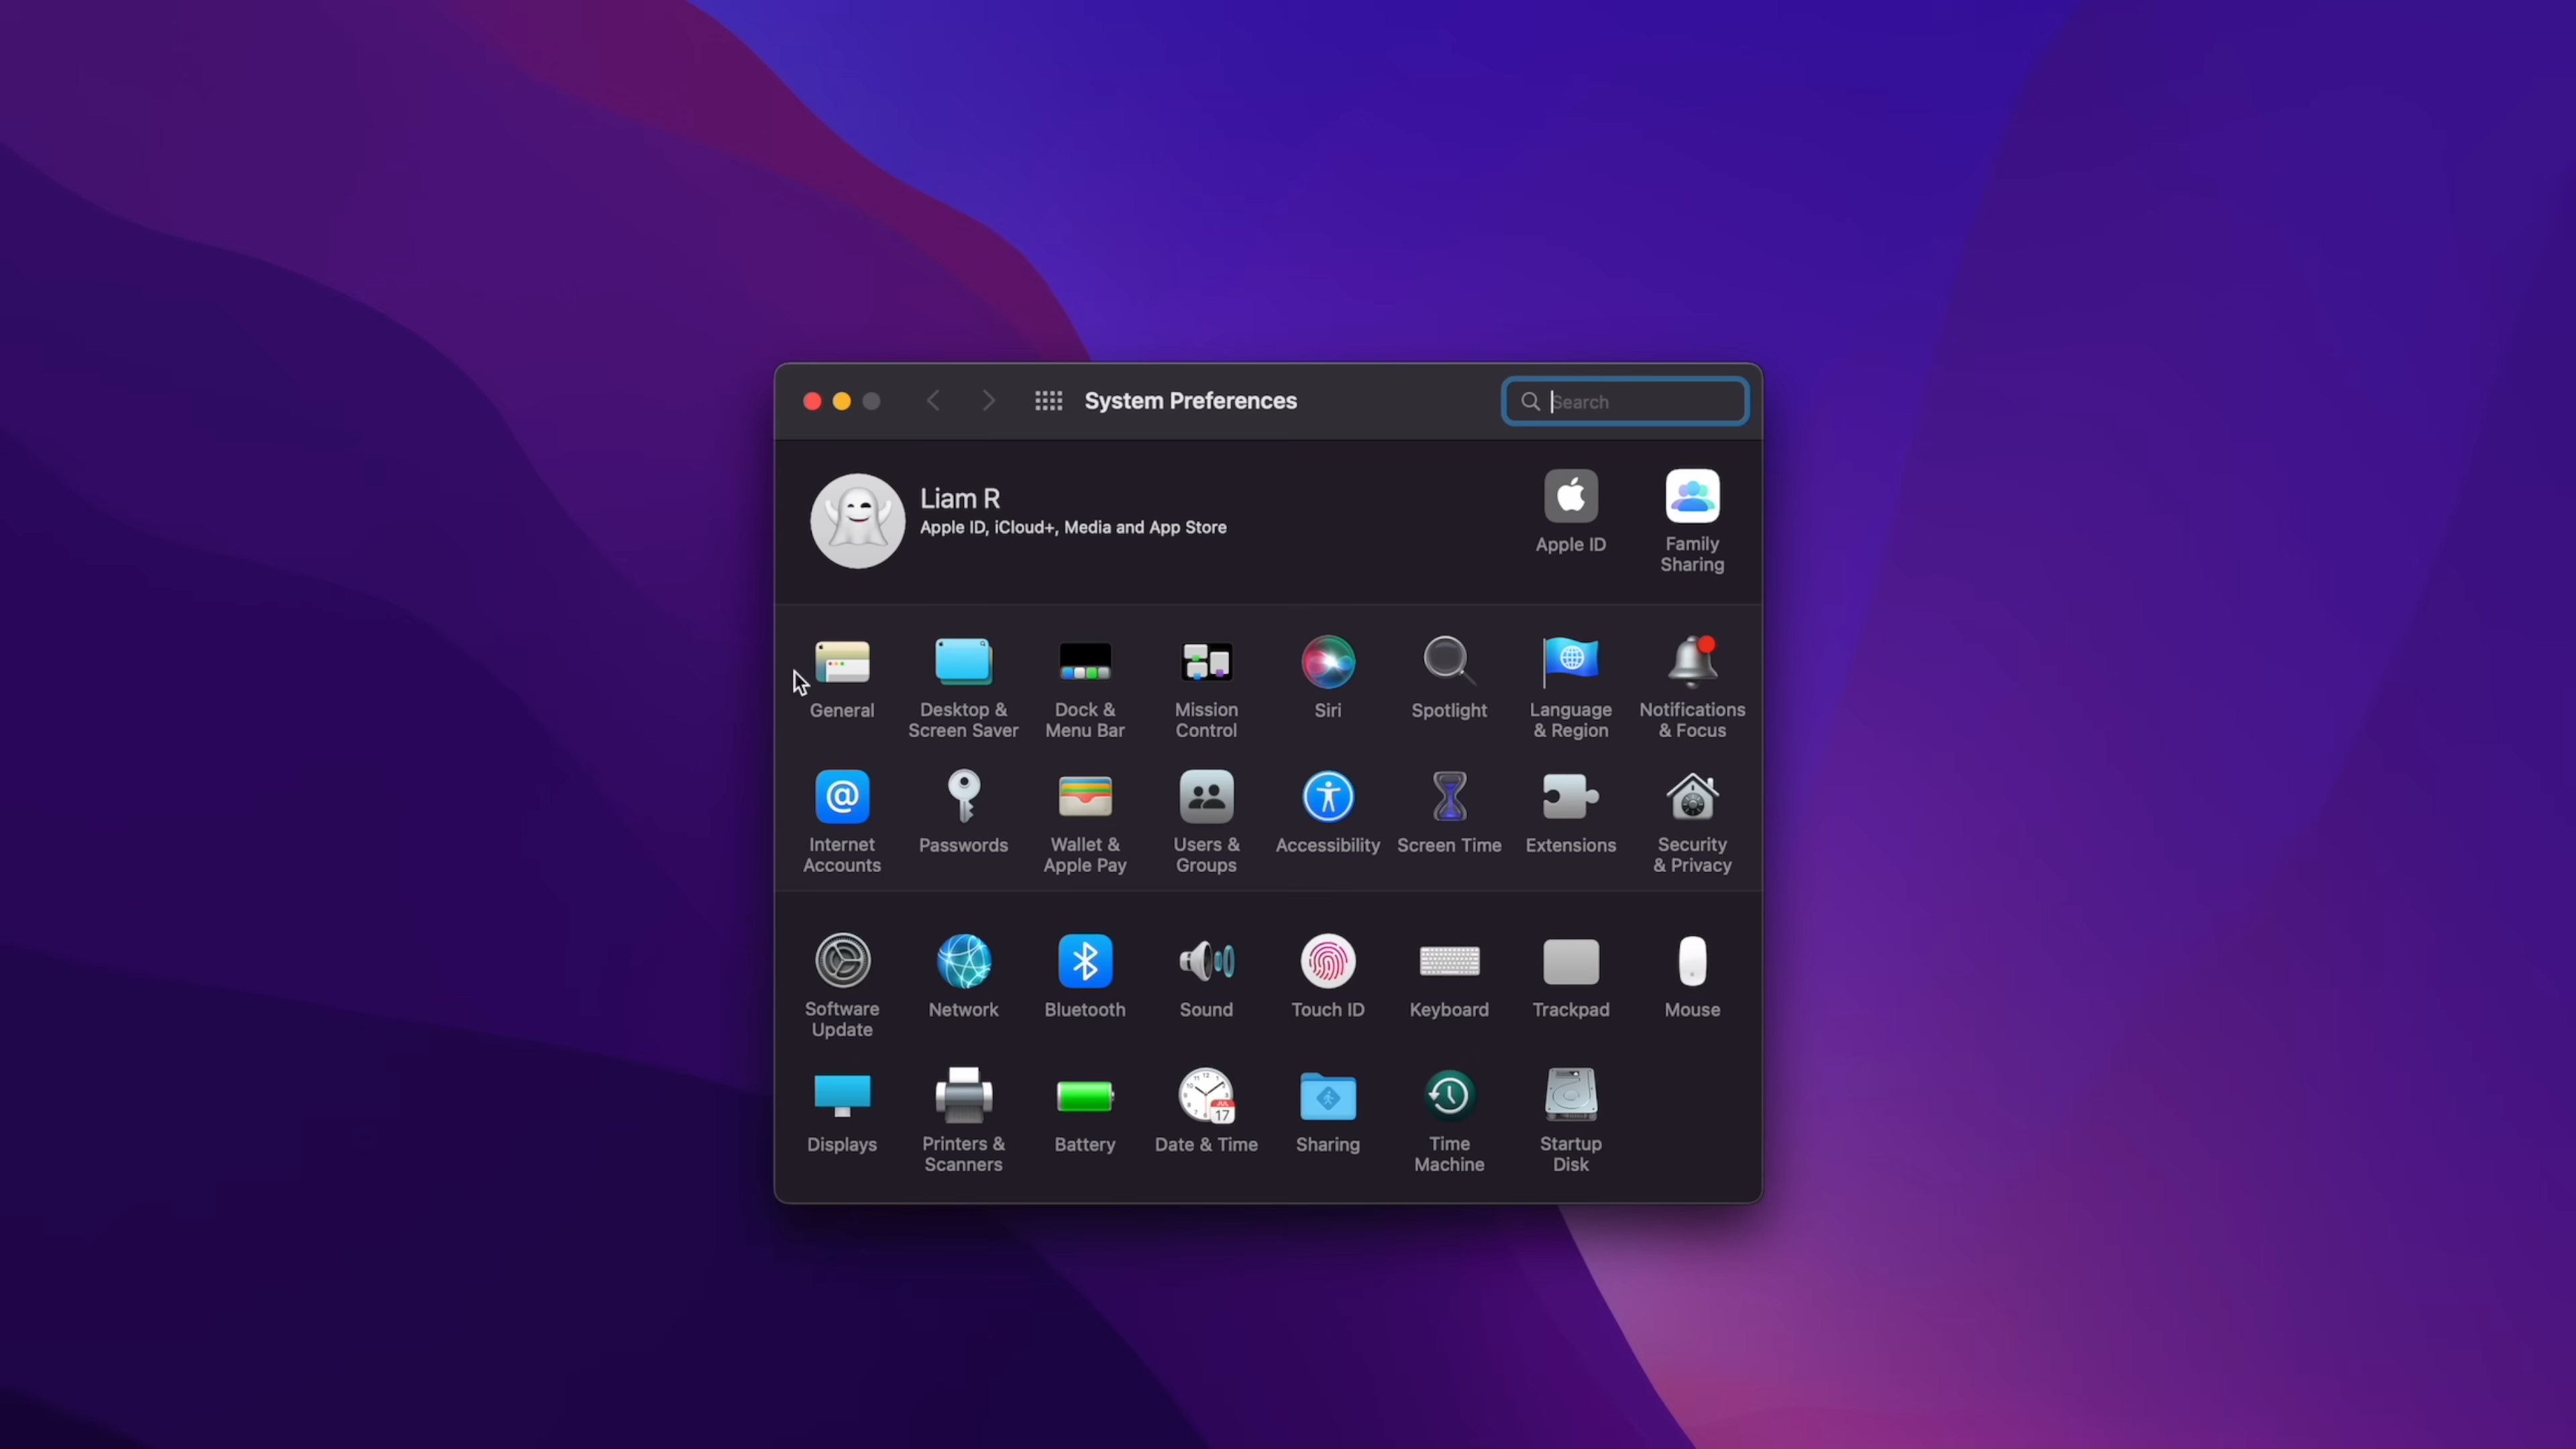 System Preferences
Search
Liam R
Apple ID, iCloud+, Media and App Store
Apple ID
Family
Sharing
General
Desktop &
Screen Saver
Dock &
Menu Bar
Mission
Control
Siri
Spotlight
Language
& Region
Notifications
& Focus
Internet
Accounts
Passwords
Wallet &
Apple Pay
Users &
Groups
Accessibility
Screen Time
Extensions
Security
& Privacy
Software
Update
Network
Bluetooth
Sound
Touch ID
Keyboard
Trackpad
Mouse
Displays
Printers &
Scanners
Battery
JUL
17
Date & Time
Sharing
Time
Machine
Startup
Disk